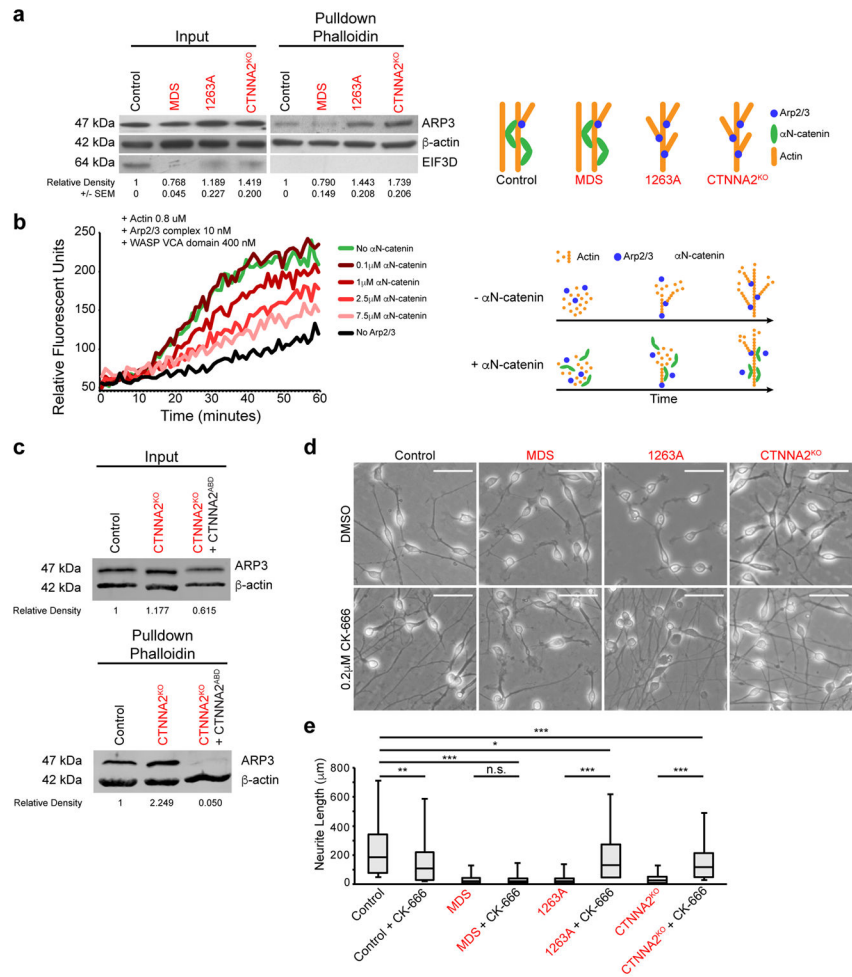 a
Input
Pulldown
Phalloidin
Control
MDS
1263A
CTNNA2KO
Control
MDS
1263A
CTNNA2KO
47 kDa
ARP3
42 kDa
β-actin
64 kDa
EIF3D
Relative Density 1 0.768 1.189 1.419 1 0.790 1.443 1.739
+/- SEM 0 0.045 0.227 0.200 0 0.149 0.208 0.206
Arp2/3
αN-catenin
Actin
Control
MDS
1263A
CTNNA2KO
b
+ Actin 0.8 uM
+ Arp2/3 complex 10 nM
+ WASP VCA domain 400 nM
Relative Fluorescent Units
250
200
150
100
50
0 10 20 30 40 50 60
Time (minutes)
No αN-catenin
0.1μM αN-catenin
1μM αN-catenin
2.5μM αN-catenin
7.5μM αN-catenin
No Arp2/3
Actin Arp2/3 αN-catenin
- αN-catenin
+ αN-catenin
Time
c
Input
Control
CTNNA2KO
CTNNA2KO
+ CTNNA2ABD
47 kDa
ARP3
42 kDa
β-actin
Relative Density 1 1.177 0.615
Pulldown
Phalloidin
Control
CTNNA2KO
CTNNA2KO
+ CTNNA2ABD
47 kDa
ARP3
42 kDa
β-actin
Relative Density 1 2.249 0.050
d
Control
MDS
1263A
CTNNA2KO
DMSO
0.2μM CK-666
e
***
*
***
**
n.s.
***
***
Neurite Length (μm)
800
600
400
200
0
Control
Control + CK-666
MDS
MDS + CK-666
1263A
1263A + CK-666
CTNNA2KO
CTNNA2KO + CK-666